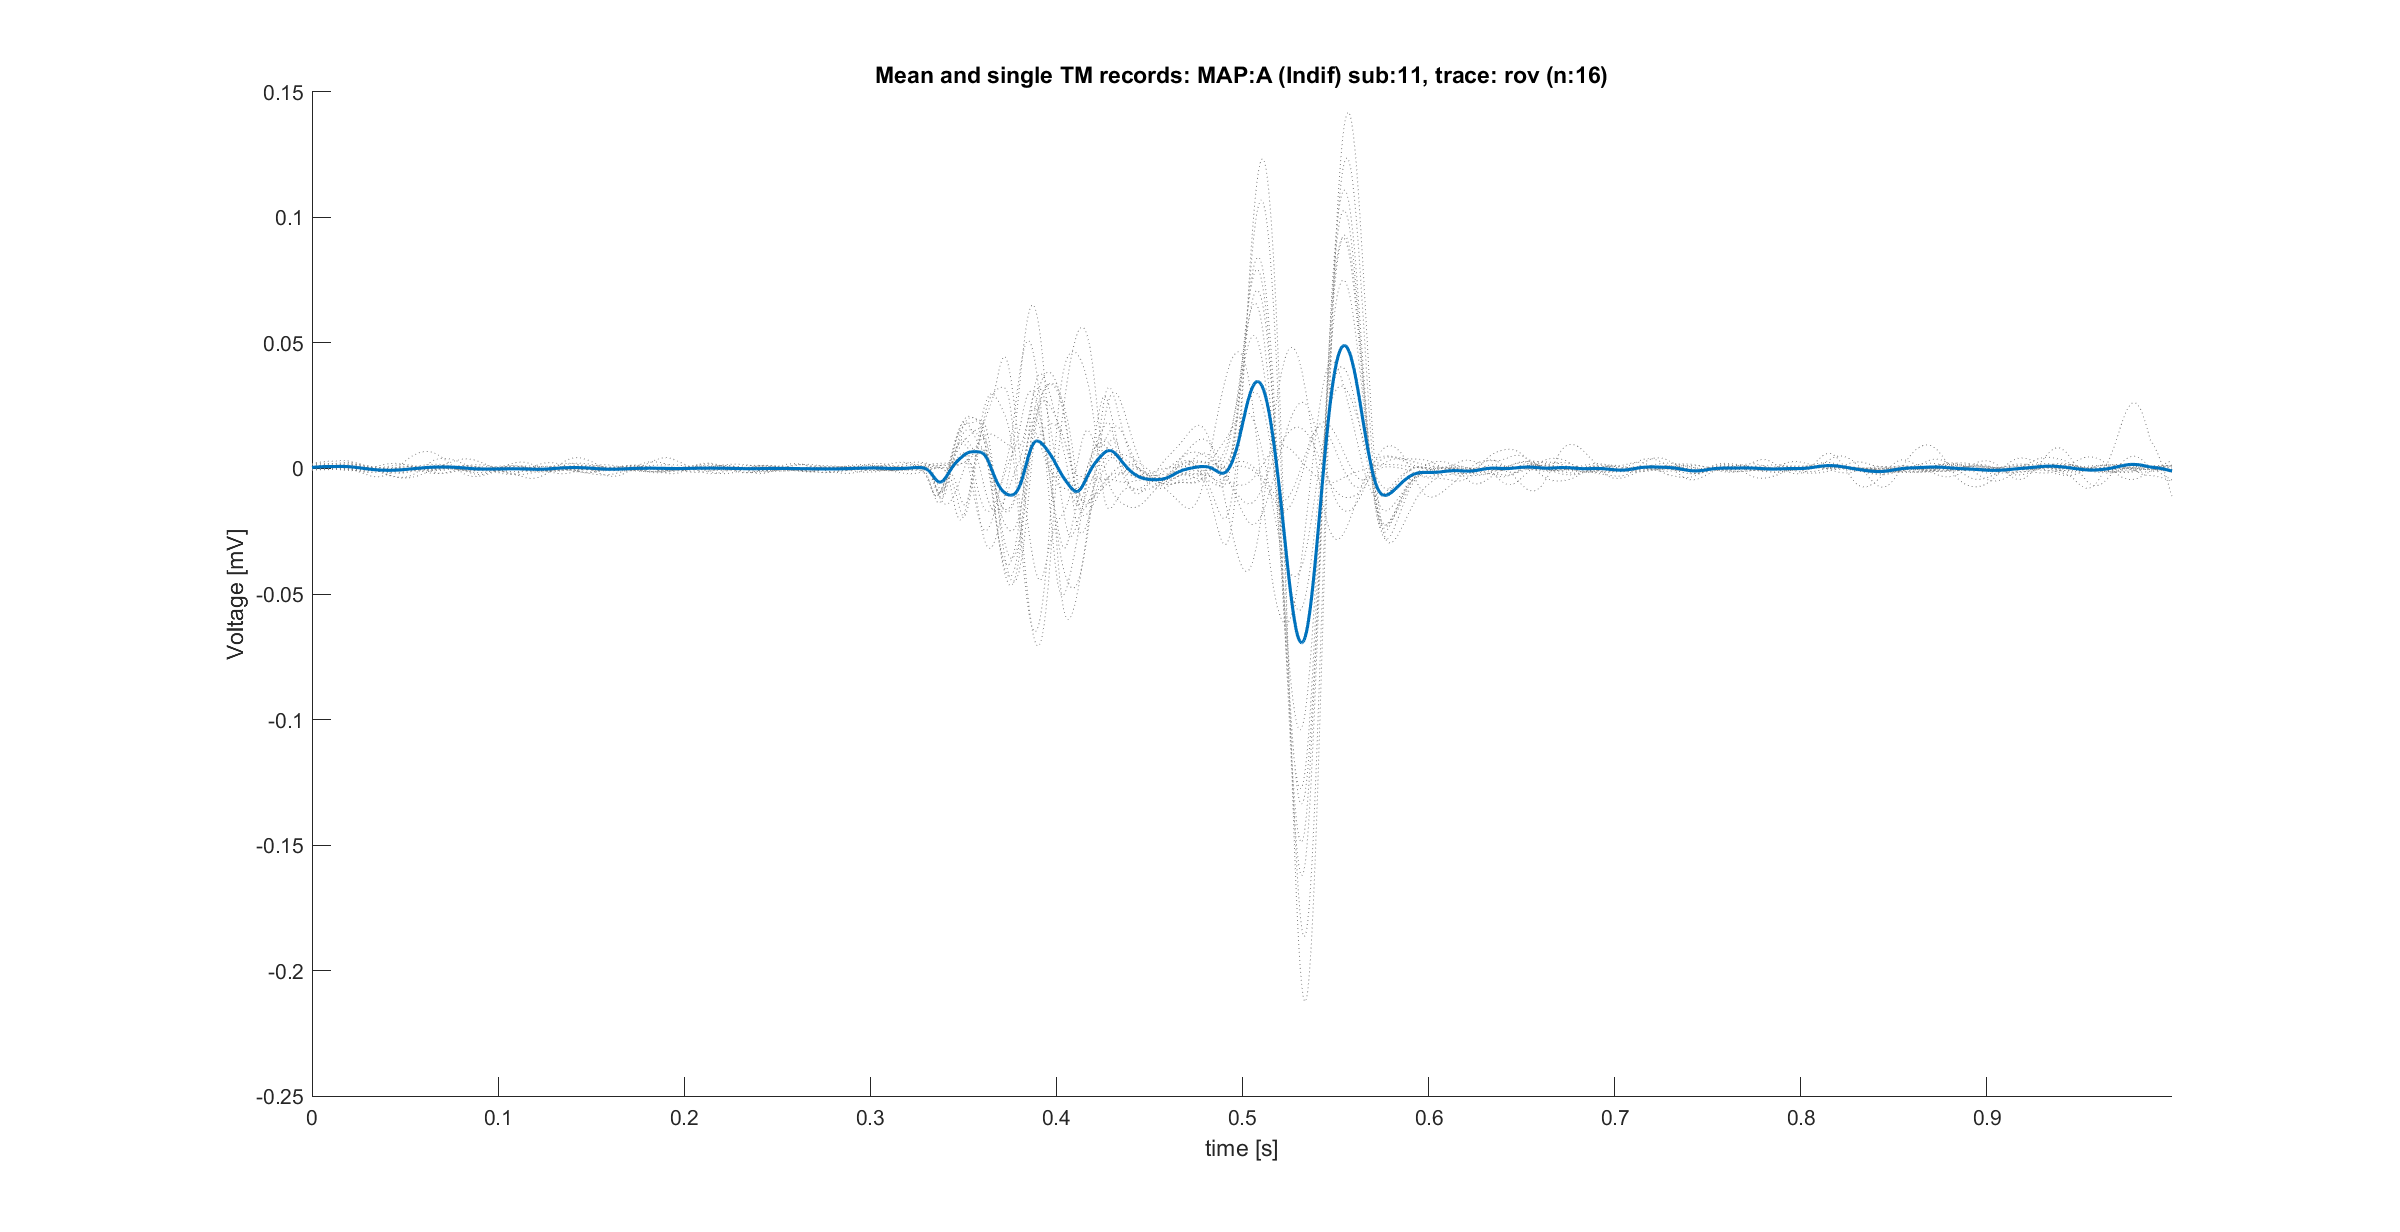 Mean and single TM records: MAP:A (Indif) sub:11, trace: rov (n:16)
0.15
0.1
0.05
0
-0.05
-0.1
-0.15
-0.2
-0.25
Voltage [mV]
0 0.1 0.2 0.3 0.4 0.5 0.6 0.7 0.8 0.9
time [s]